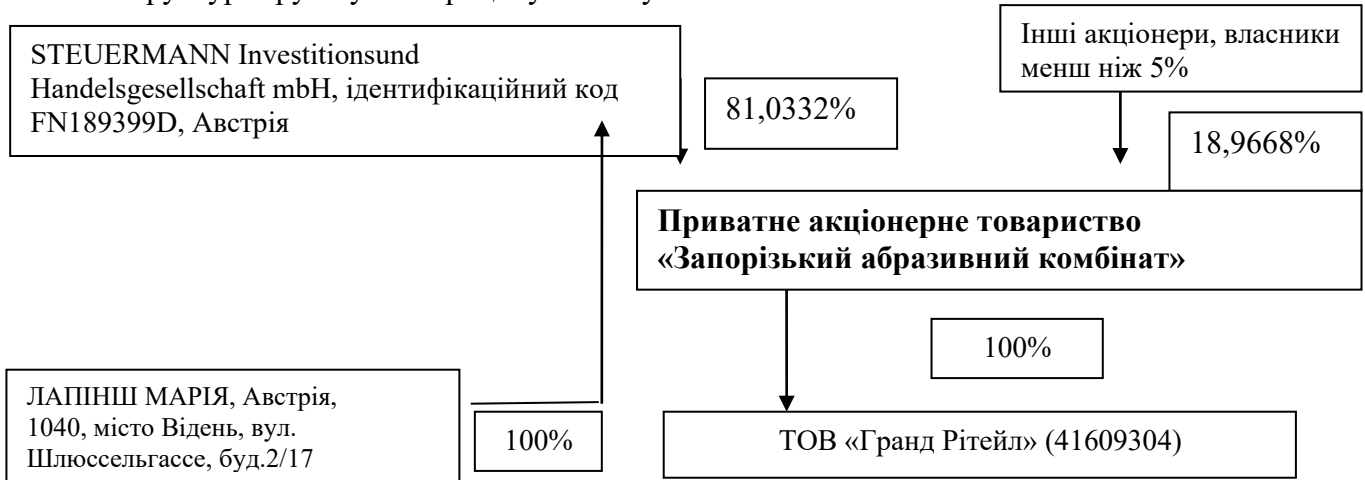 STEUERMANN Investitionsund
Handelsgesellschaft mbH, ідентифікаційний код
FN189399D, Австрія
81,0332%
Інші акціонери, власники
менш ніж 5%
18,9668%
Приватне акціонерне товариство
«Запорізький абразивний комбінат»
100%
ЛАПІНШ МАРІЯ, Австрія,
1040, місто Відень, вул.
Шлюссельгассе, буд.2/17
100%
ТОВ «Гранд Рітейл» (41609304)